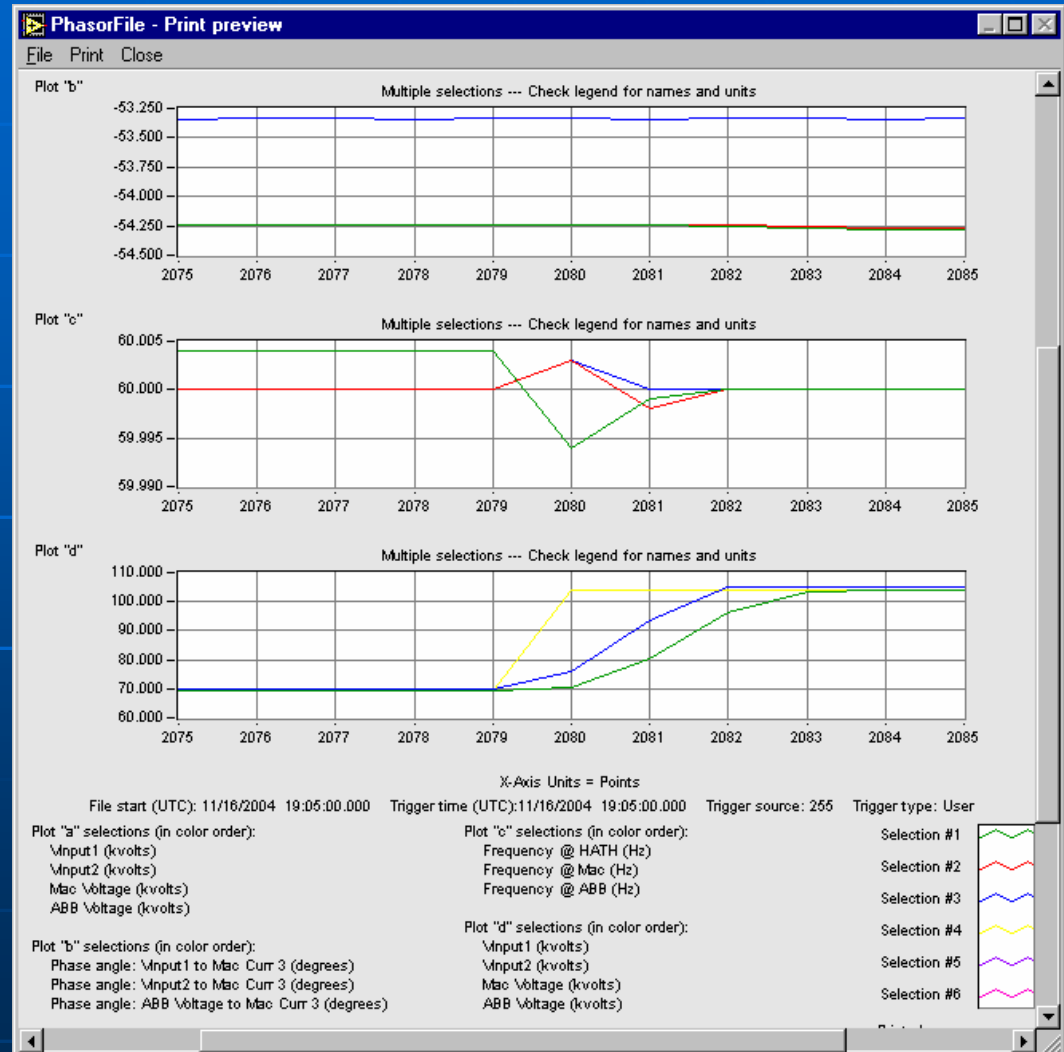 PhasorFile - Print preview
File Print Close
Plot "b"
Multiple selections --- Check legend for names and units
-53.250
-53.500
-53.750
-54.000
-54.250
-54.500
2075 2076 2077 2078 2079 2080 2081 2082 2083 2084 2085
Plot "c"
Multiple selections --- Check legend for names and units
60.005
60.000
59.995
59.990
2075 2076 2077 2078 2079 2080 2081 2082 2083 2084 2085
Plot "d"
Multiple selections --- Check legend for names and units
110.000
100.000
90.000
80.000
70.000
60.000
2075 2076 2077 2078 2079 2080 2081 2082 2083 2084 2085
X-Axis Units = Points
File start (UTC): 11/16/2004 19:05:00.000 Trigger time (UTC):11/16/2004 19:05:00.000 Trigger source: 255 Trigger type: User
Plot "a" selections (in color order):
VInput1 (kvolts)
VInput2 (kvolts)
Mac Voltage (kvolts)
ABB Voltage (kvolts)
Plot "b" selections (in color order):
Phase angle: VInput1 to Mac Curr 3 (degrees)
Phase angle: VInput2 to Mac Curr 3 (degrees)
Phase angle: ABB Voltage to Mac Curr 3 (degrees)
Plot "c" selections (in color order):
Frequency @ HATH (Hz)
Frequency @ Mac (Hz)
Frequency @ ABB (Hz)
Plot "d" selections (in color order):
VInput1 (kvolts)
VInput2 (kvolts)
Mac Voltage (kvolts)
ABB Voltage (kvolts)
Selection #1
Selection #2
Selection #3
Selection #4
Selection #5
Selection #6